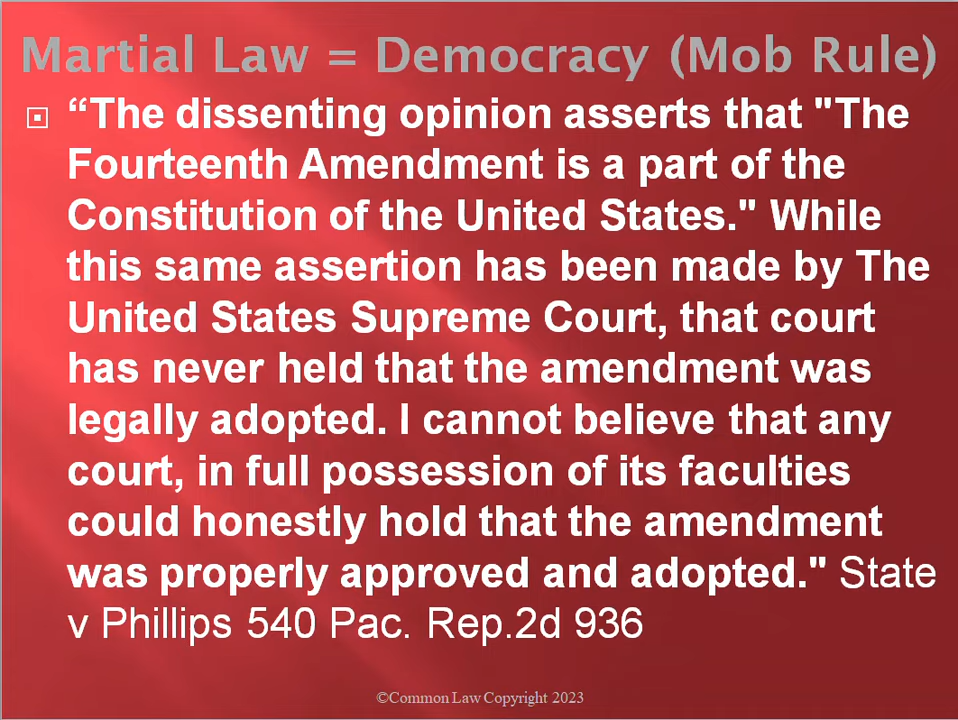 Martial Law = Democracy (Mob Rule)
“The dissenting opinion asserts that "The
Fourteenth Amendment is a part of the
Constitution of the United States." While
this same assertion has been made by The
United States Supreme Court, that court
has never held that the amendment was
legally adopted. I cannot believe that any
court, in full possession of its faculties
could honestly hold that the amendment
was properly approved and adopted." State
v Phillips 540 Pac. Rep.2d 936
©Common Law Copyright 2023